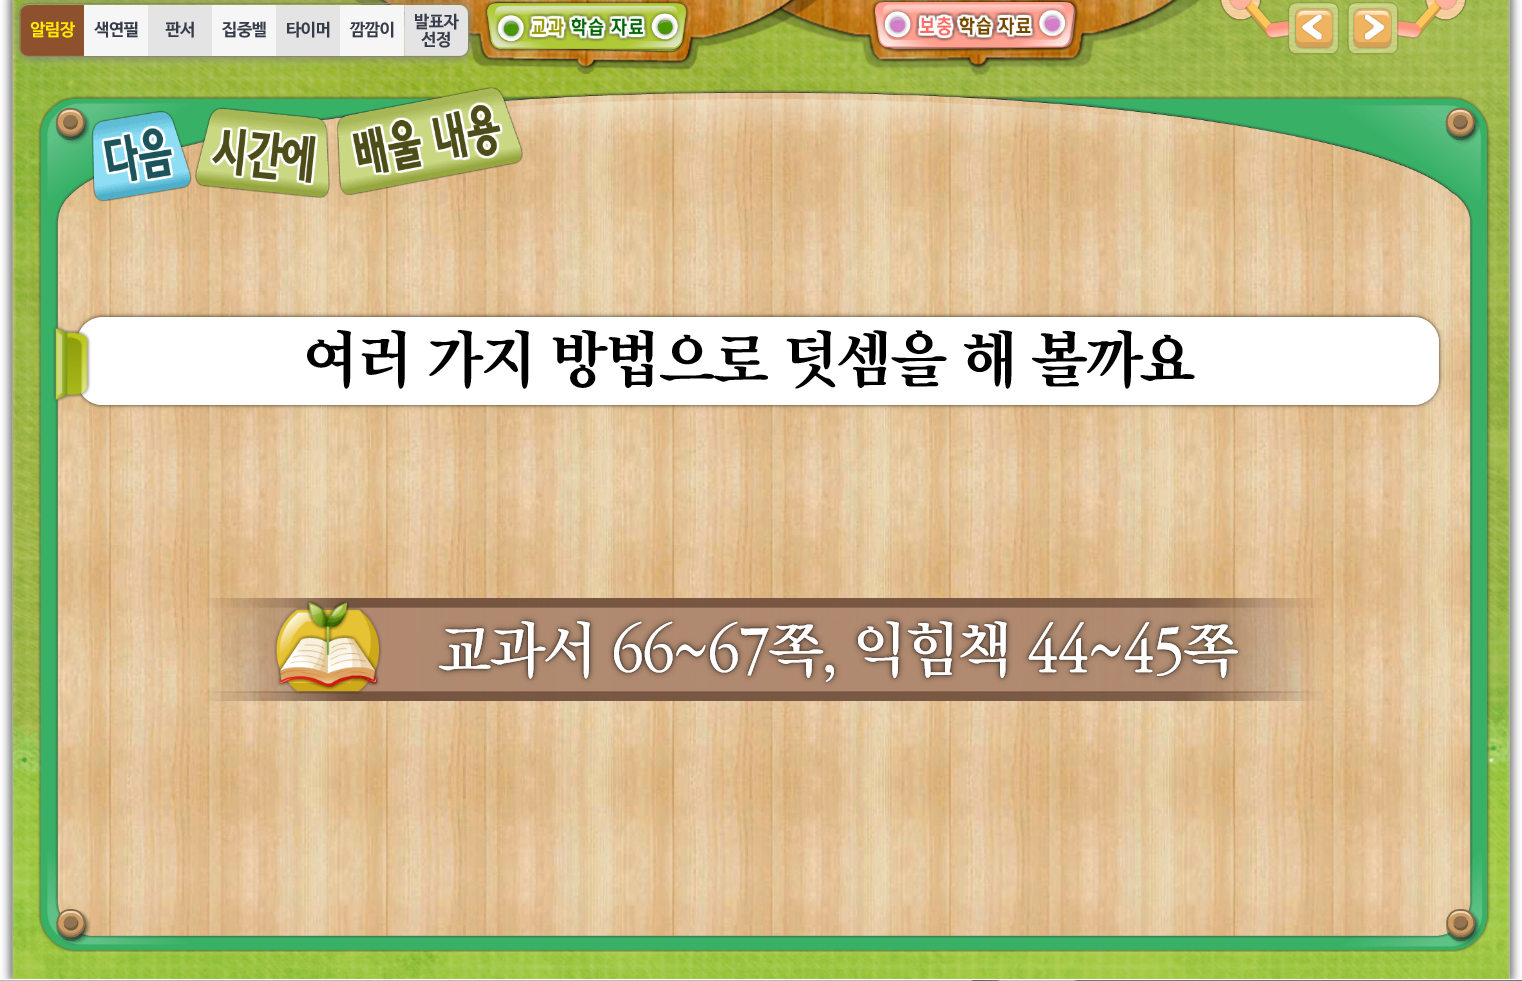 알림장 색연필 판서 집중벨 타이머 깜깜이 발표자 선정
교과 학습 자료
보충 학습 자료
다음 시간에 배울 내용
여러 가지 방법으로 덧셈을 해 볼까요
교과서 66~67쪽, 익힘책 44~45쪽